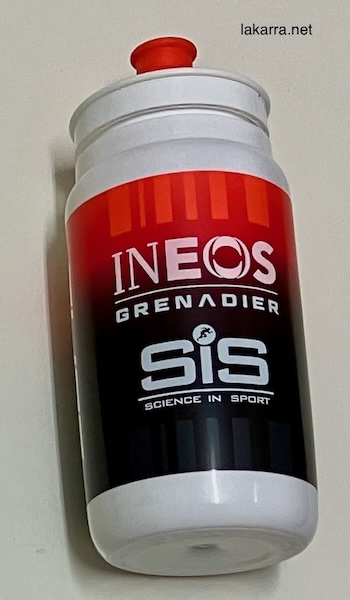 lakarra.net
INEOS
GRENADIER
SiS
SCIENCE IN SPORT